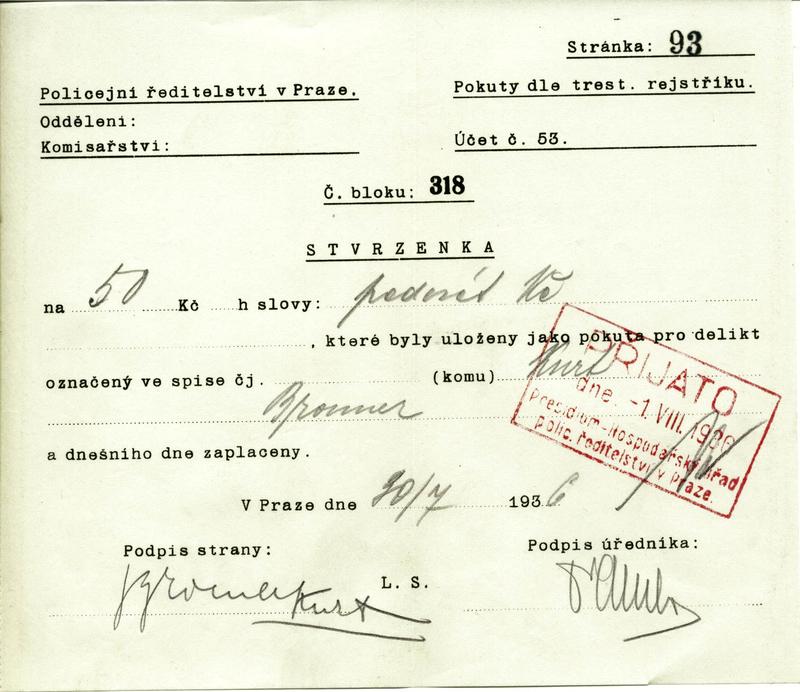 Stránka: 93
Policejní ředitelství v Praze.
Pokuty dle trest. rejstříku.
Oddělení:
Komisařství:
Účet č. 53.
Č. bloku: 318
STVRZENKA
na 50 Kč h slovy: padesát Kč
, které byly uloženy jako pokuta pro delikt
označený ve spise čj. (komu) Kurt
Bronner
a dnešního dne zaplaceny.
PŘIJATO
dne -1.VIII.1936
Presidium-hospodářský úřad
polic. ředitelství v Praze.
V Praze dne 30/7 1936
Podpis strany:
Podpis úředníka:
L. S.
Bronner Kurt